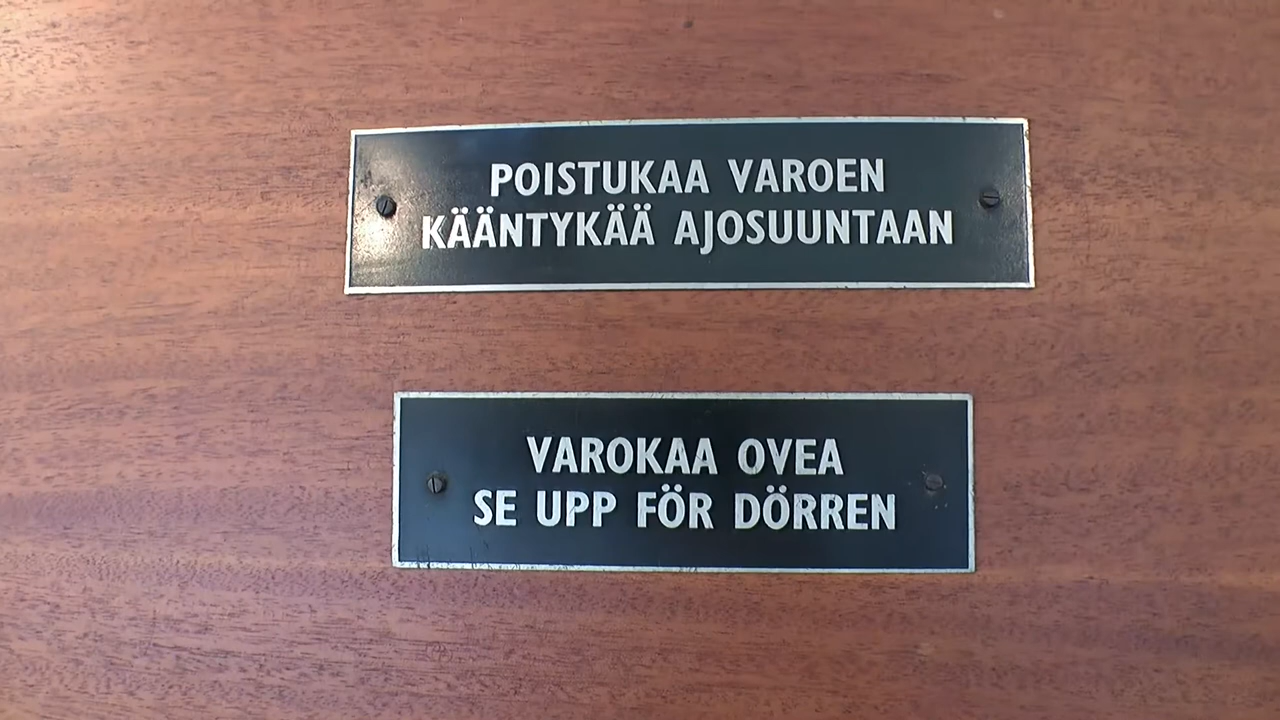 POISTUKAA VAROEN
KÄÄNTYKÄÄ AJOSUUNTAAN
VAROKAA OVEA
SE UPP FÖR DÖRREN